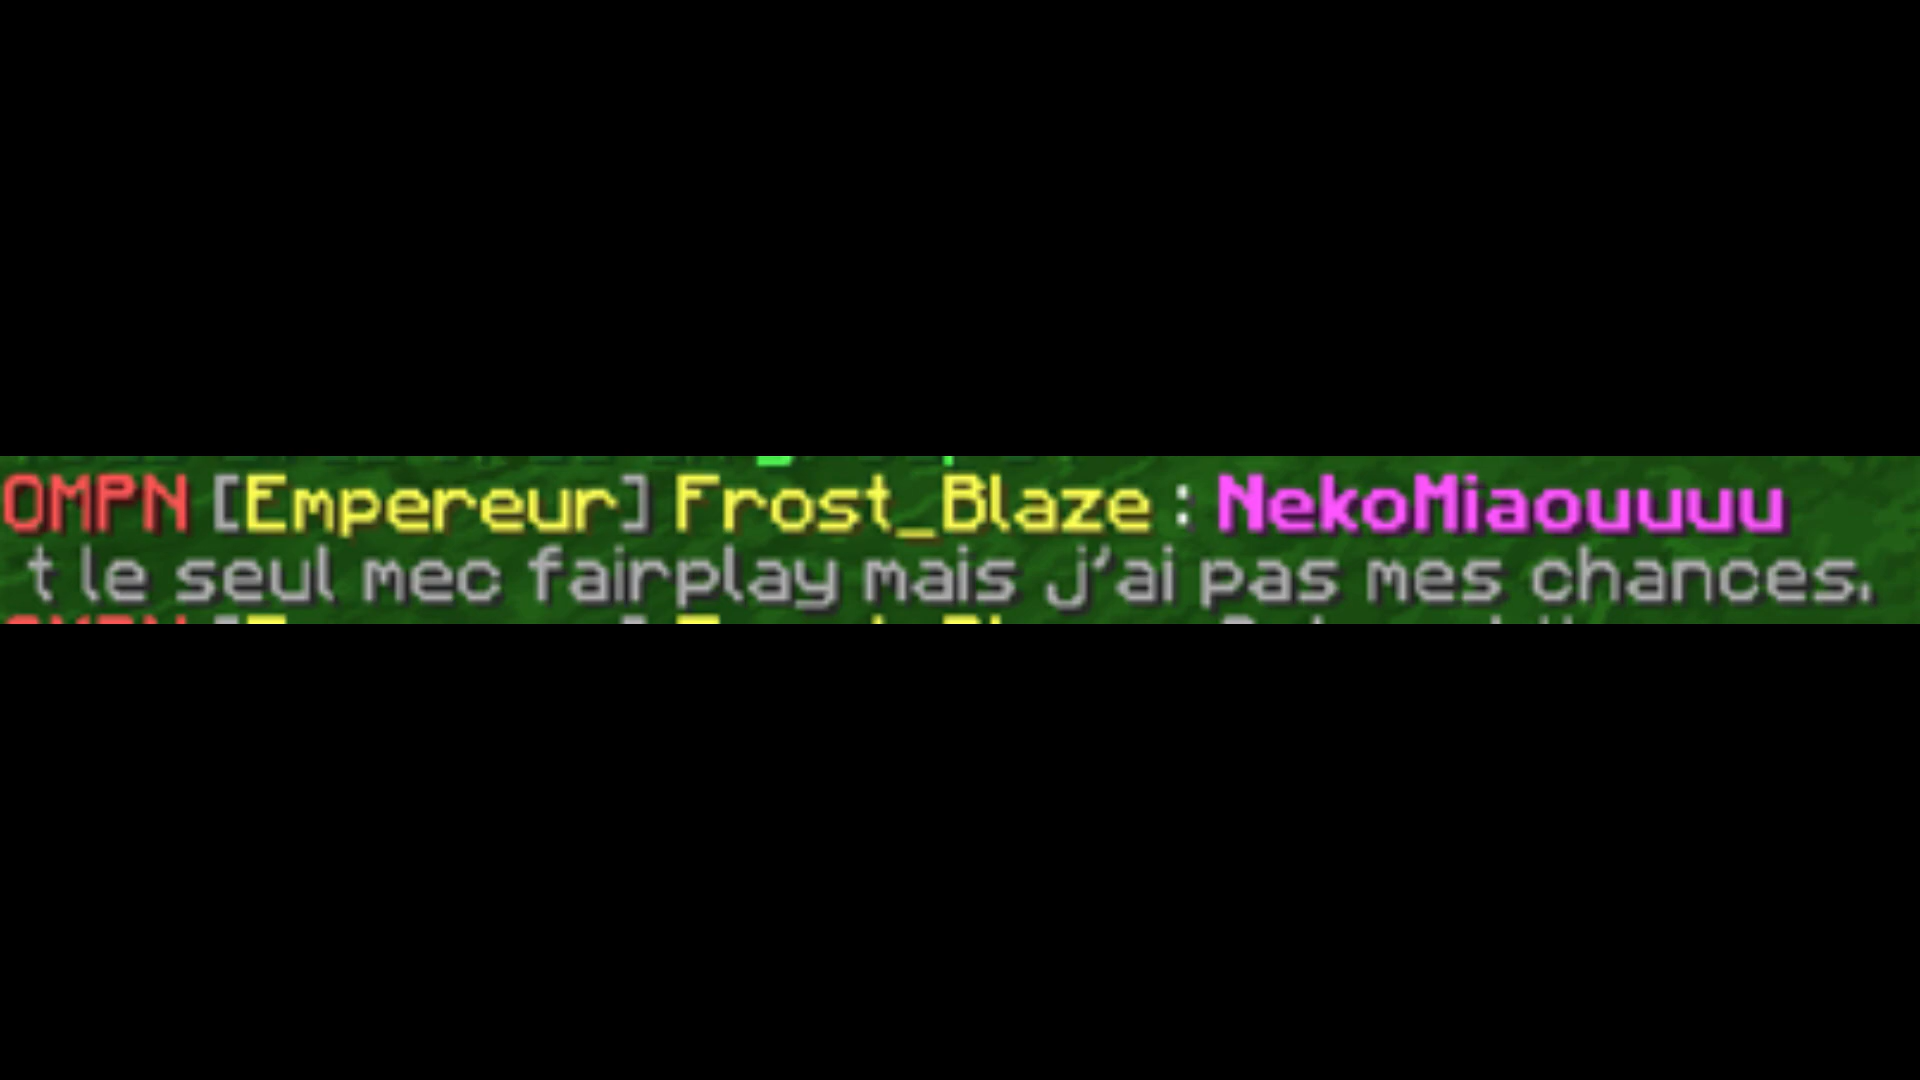 OMPN [Empereur] Frost_Blaze : NekoMiaouuuu
t le seul mec fairplay mais j'ai pas mes chances.